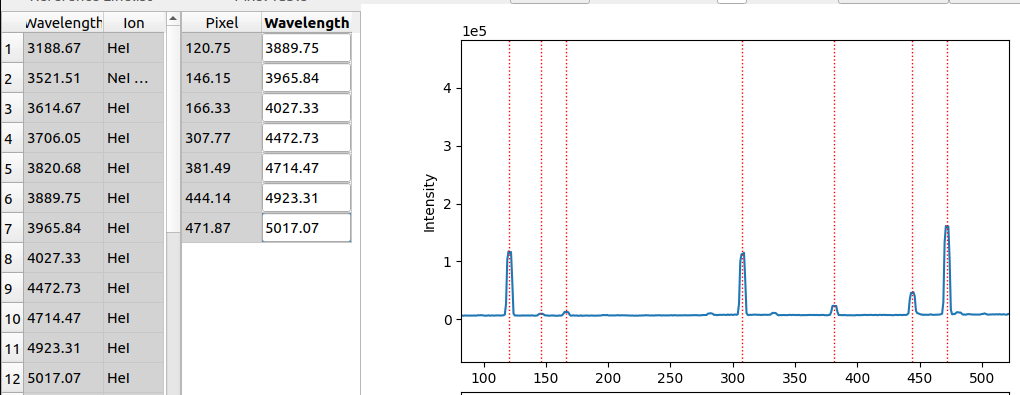 Wavelength Ion
1 3188.67 HeI
2 3521.51 NeI ...
3 3614.67 HeI
4 3706.05 HeI
5 3820.68 HeI
6 3889.75 HeI
7 3965.84 HeI
8 4027.33 HeI
9 4472.73 HeI
10 4714.47 HeI
11 4923.31 HeI
12 5017.07 HeI
Pixel Wavelength
120.75 3889.75
146.15 3965.84
166.33 4027.33
307.77 4472.73
381.49 4714.47
444.14 4923.31
471.87 5017.07
1e5
4
3
2
1
0
Intensity
100 150 200 250 300 350 400 450 500